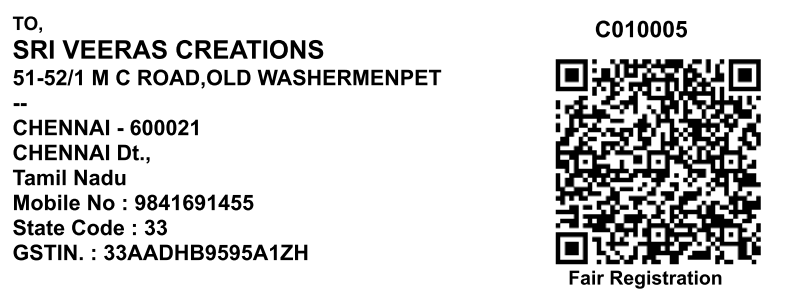 TO,
SRI VEERAS CREATIONS
51-52/1 M C ROAD,OLD WASHERMENPET
--
CHENNAI - 600021
CHENNAI Dt.,
Tamil Nadu
Mobile No : 9841691455
State Code : 33
GSTIN. : 33AADHB9595A1ZH
C010005
Fair Registration